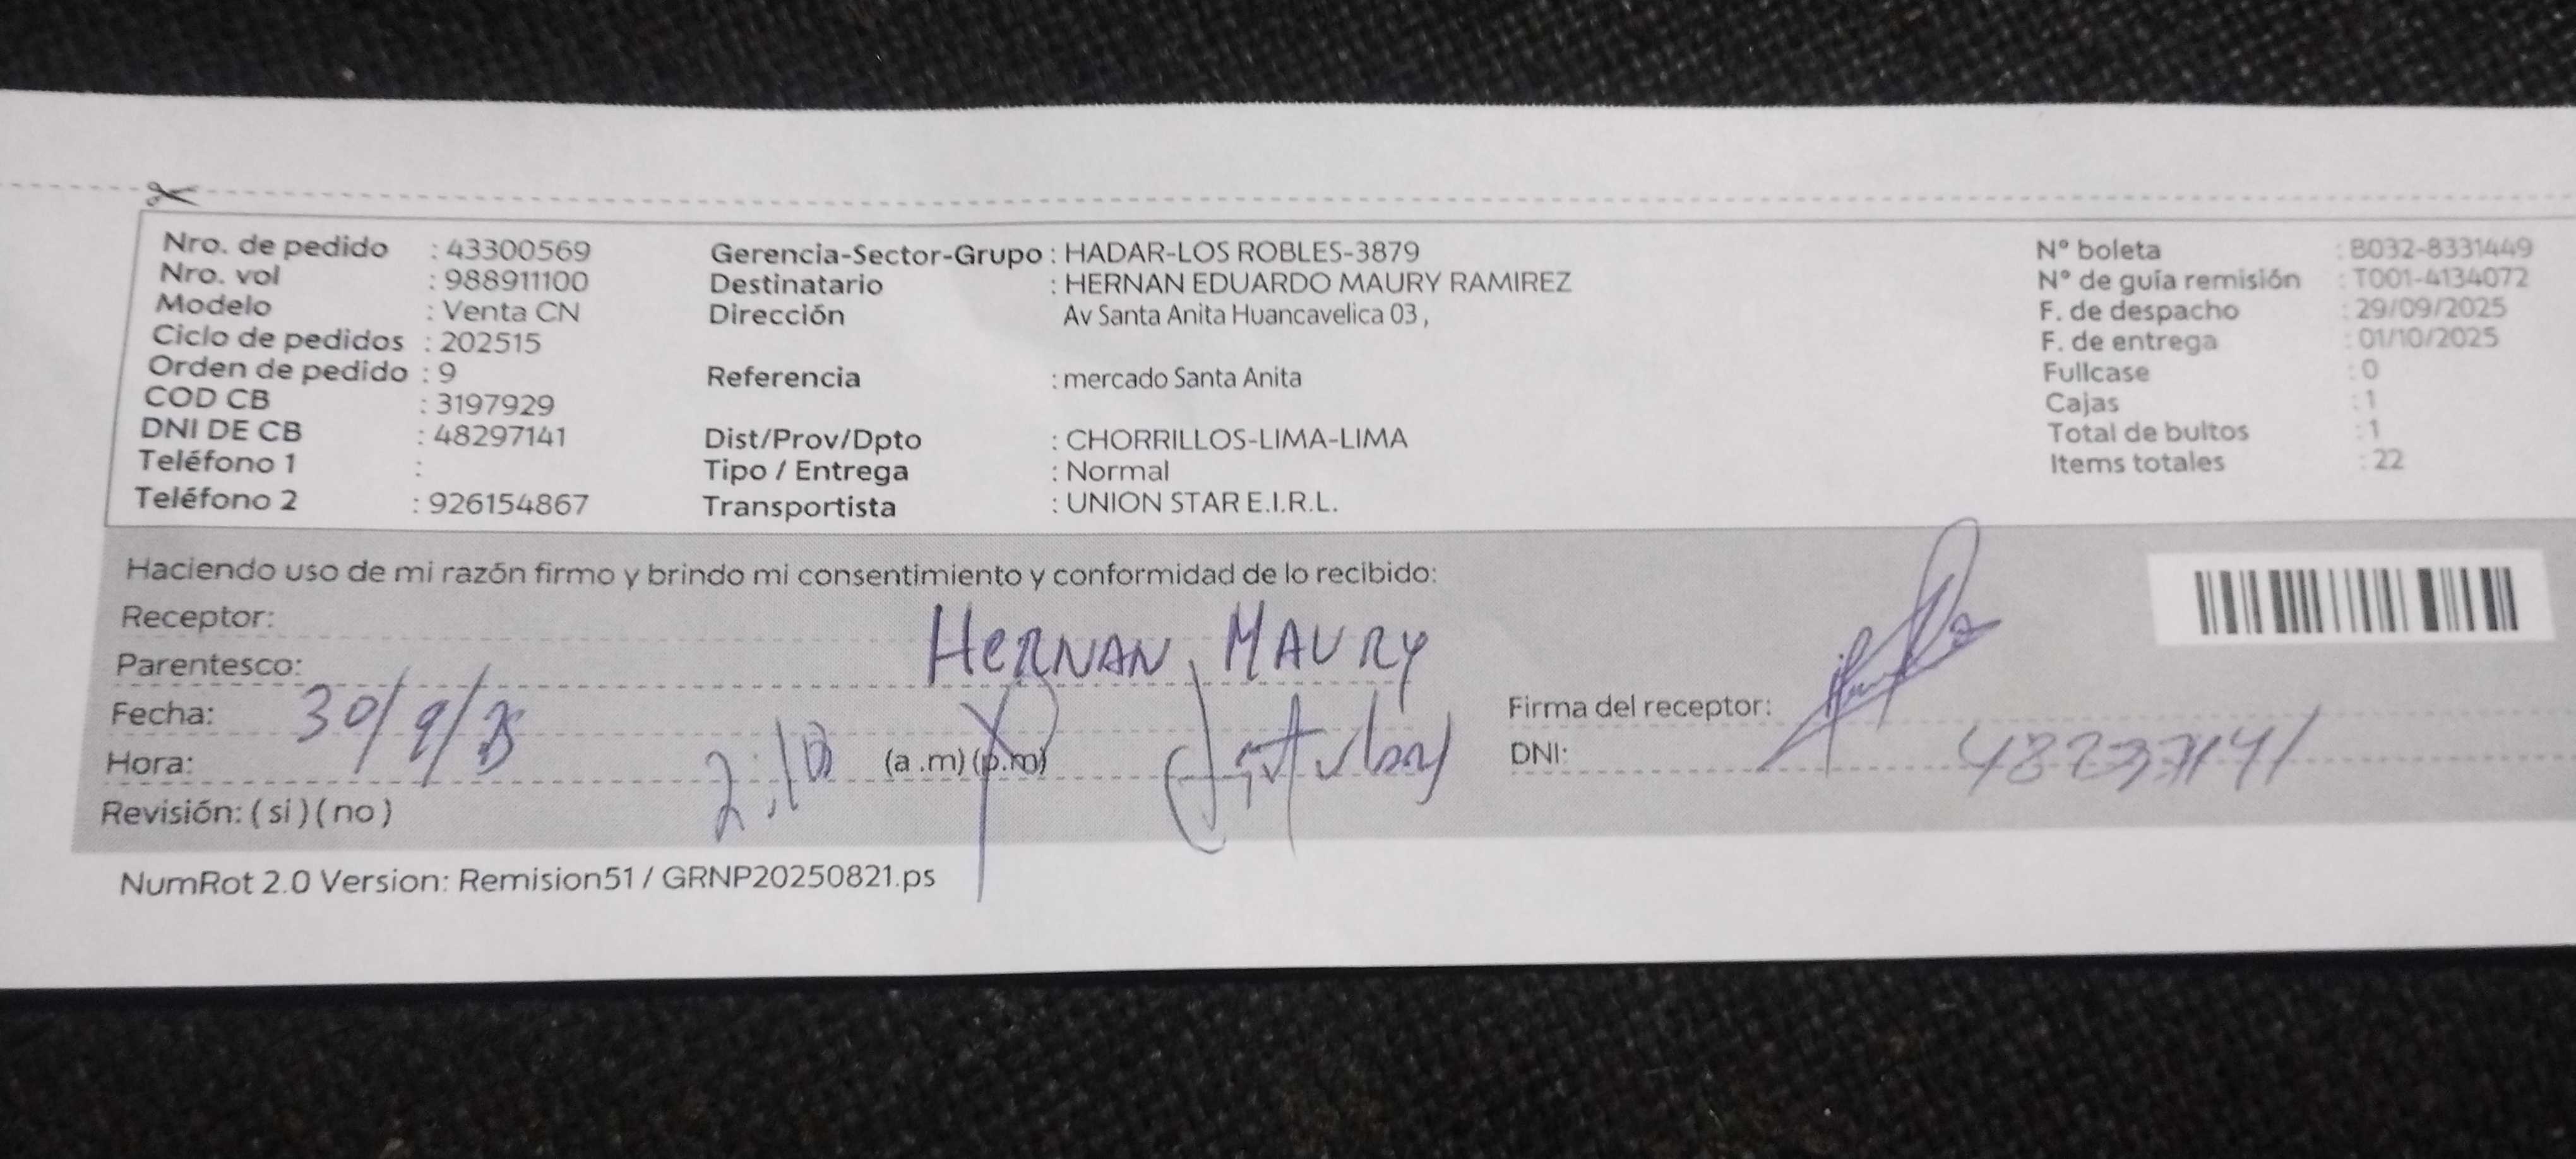 Nro. de pedido : 43300569
Nro. vol : 988911100
Modelo : Venta CN
Ciclo de pedidos : 202515
Orden de pedido : 9
COD CB : 3197929
DNI DE CB : 48297141
Teléfono 1 :
Teléfono 2 : 926154867
Gerencia-Sector-Grupo : HADAR-LOS ROBLES-3879
Destinatario : HERNAN EDUARDO MAURY RAMIREZ
Dirección Av Santa Anita Huancavelica 03 ,
Referencia : mercado Santa Anita
Dist/Prov/Dpto : CHORRILLOS-LIMA-LIMA
Tipo / Entrega : Normal
Transportista : UNION STAR E.I.R.L.
N° boleta : B032-8331449
N° de guía remisión : T001-4134072
F. de despacho : 29/09/2025
F. de entrega : 01/10/2025
Fullcase : 0
Cajas : 1
Total de bultos : 1
Items totales : 22
Haciendo uso de mi razón firmo y brindo mi consentimiento y conformidad de lo recibido:
Receptor: HERNAN MAURY
Parentesco:
Fecha: 30/9/25
Hora: 2:10 (a .m) (p.m)
Revisión: ( si ) ( no )
Firma del receptor:
DNI:
NumRot 2.0 Version: Remision51 / GRNP20250821.ps